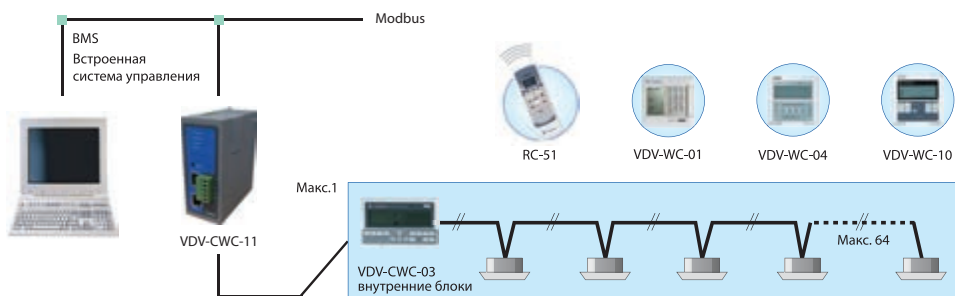 Modbus
BMS
Встроенная
система управления
RC-51
VDV-WC-01
VDV-WC-04
VDV-WC-10
Макс.1
VDV-CWC-11
Макс. 64
VDV-CWC-03
внутренние блоки